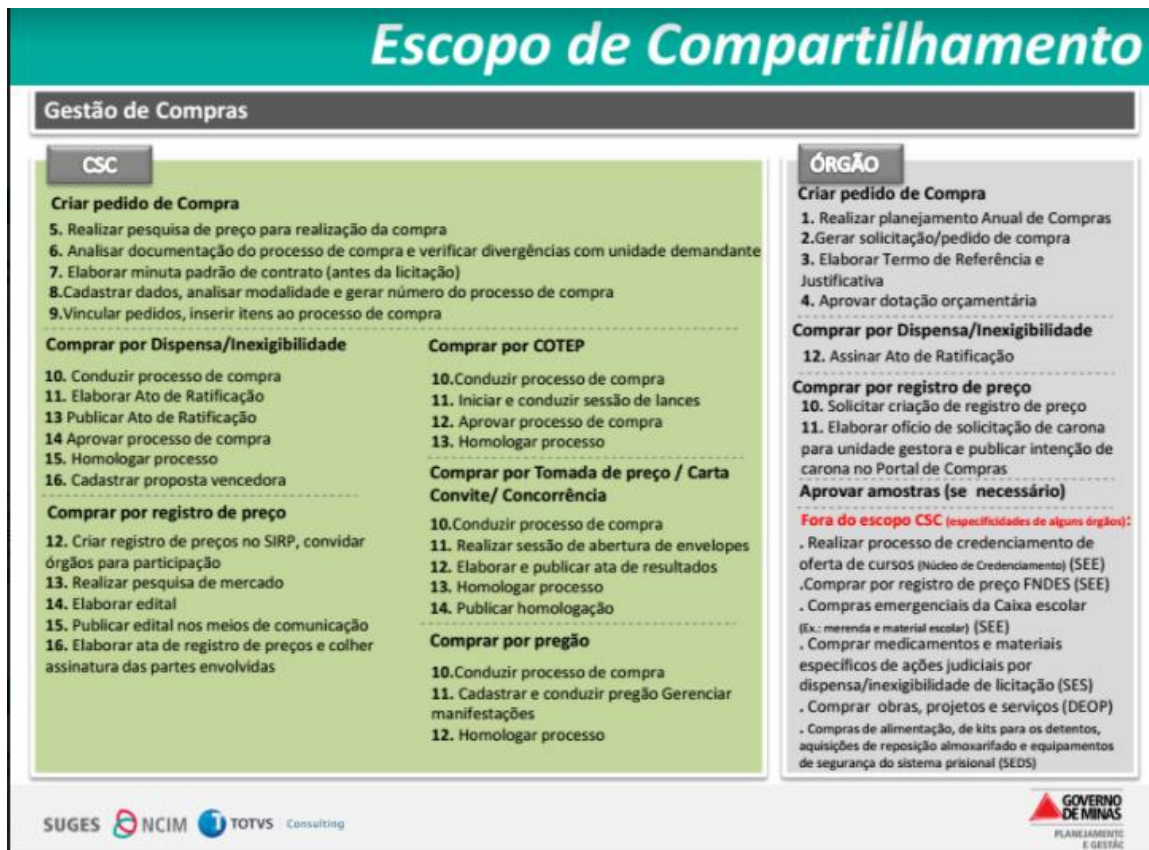 Escopo de Compartilhamento
Gestão de Compras
CSC
Criar pedido de Compra
5. Realizar pesquisa de preço para realização da compra
6. Analisar documentação do processo de compra e verificar divergências com unidade demandante
7. Elaborar minuta padrão de contrato (antes da licitação)
8.Cadastrar dados, analisar modalidade e gerar número do processo de compra
9.Vincular pedidos, inserir itens ao processo de compra
Comprar por Dispensa/Inexigibilidade
10. Conduzir processo de compra
11. Elaborar Ato de Ratificação
13 Publicar Ato de Ratificação
14 Aprovar processo de compra
15. Homologar processo
16. Cadastrar proposta vencedora
Comprar por registro de preço
12. Criar registro de preços no SIRP, convidar
órgãos para participação
13. Realizar pesquisa de mercado
14. Elaborar edital
15. Publicar edital nos meios de comunicação
16. Elaborar ata de registro de preços e colher
assinatura das partes envolvidas
Comprar por COTEP
10.Conduzir processo de compra
11. Iniciar e conduzir sessão de lances
12. Aprovar processo de compra
13. Homologar processo
Comprar por Tomada de preço / Carta
Convite/ Concorrência
10.Conduzir processo de compra
11. Realizar sessão de abertura de envelopes
12. Elaborar e publicar ata de resultados
13. Homologar processo
14. Publicar homologação
Comprar por pregão
10.Conduzir processo de compra
11. Cadastrar e conduzir pregão Gerenciar
manifestações
12. Homologar processo
ÓRGÃO
Criar pedido de Compra
1. Realizar planejamento Anual de Compras
2.Gerar solicitação/pedido de compra
3. Elaborar Termo de Referência e
Justificativa
4. Aprovar dotação orçamentária
Comprar por Dispensa/Inexigibilidade
12. Assinar Ato de Ratificação
Comprar por registro de preço
10. Solicitar criação de registro de preço
11. Elaborar ofício de solicitação de carona
para unidade gestora e publicar intenção de
carona no Portal de Compras
Aprovar amostras (se necessário)
Fora do escopo CSC (especificidades de alguns órgãos):
. Realizar processo de credenciamento de
oferta de cursos (Núcleo de Credenciamento) (SEE)
.Comprar por registro de preço FNDES (SEE)
. Compras emergenciais da Caixa escolar
(Ex.: merenda e material escolar) (SEE)
. Comprar medicamentos e materiais
específicos de ações judiciais por
dispensa/inexigibilidade de licitação (SES)
. Comprar obras, projetos e serviços (DEOP)
. Compras de alimentação, de kits para os detentos,
aquisições de reposição almoxarifado e equipamentos
de segurança do sistema prisional (SEDS)
SUGES NCIM TOTVS Consulting
GOVERNO
DE MINAS
PLANEJAMENTO
E GESTÃO